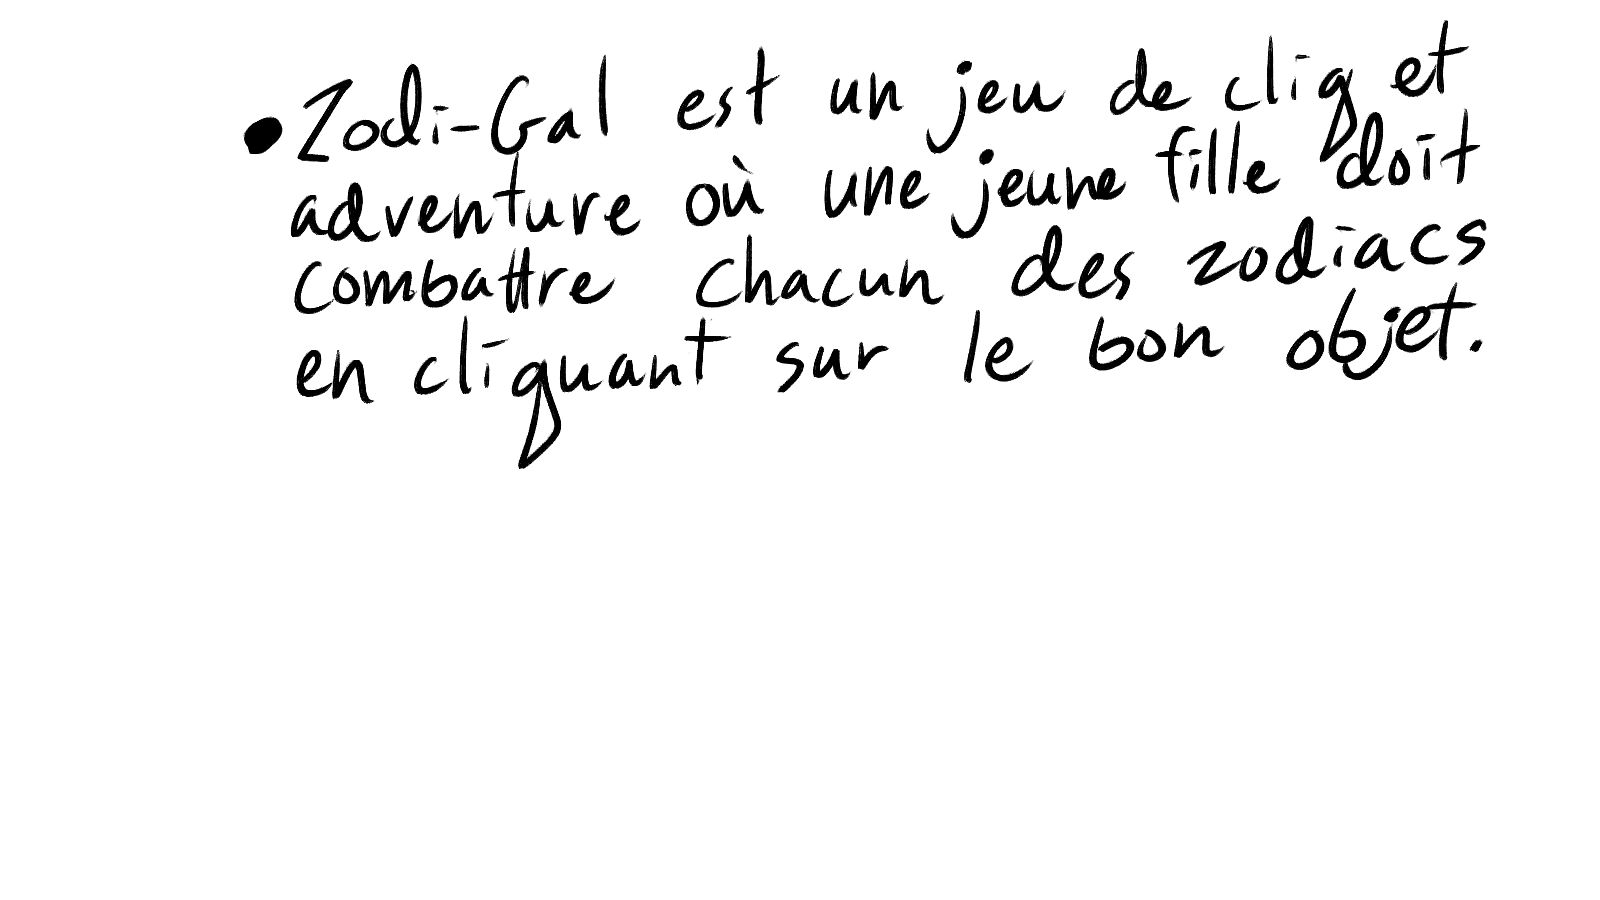 • Zodi-Gal est un jeu de cliq et
adventure où une jeune fille doit
combattre chacun des zodiacs
en cliquant sur le bon objet.